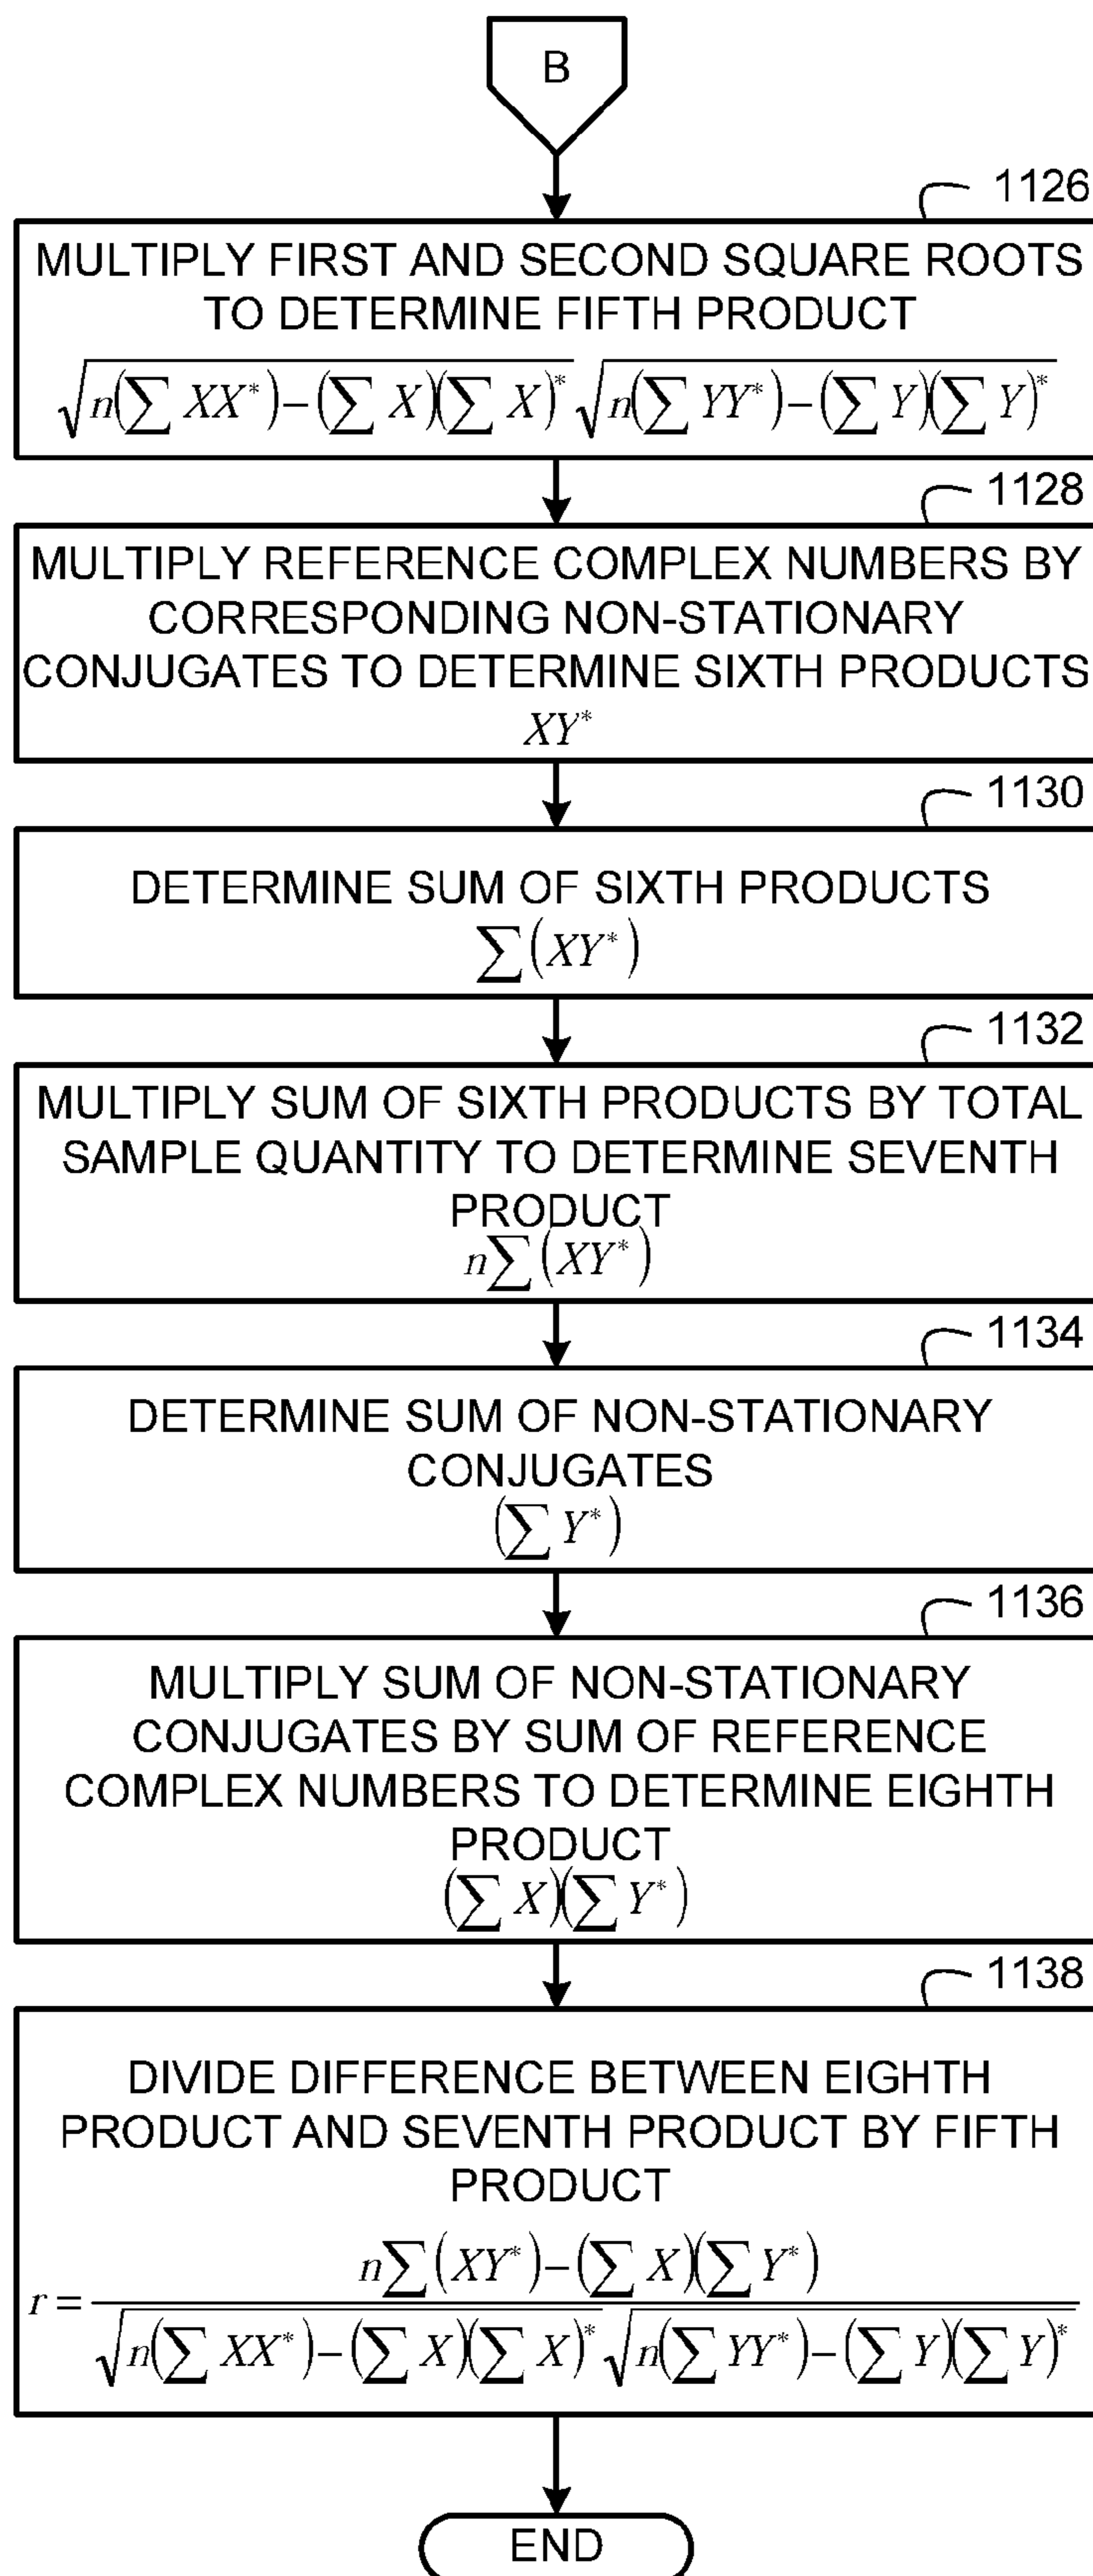 B
1126
MULTIPLY FIRST AND SECOND SQUARE ROOTS
TO DETERMINE FIFTH PRODUCT
√(n(∑ XX*)−(∑ X)(∑ X)*) √(n(∑ YY*)−(∑ Y)(∑ Y)*)
1128
MULTIPLY REFERENCE COMPLEX NUMBERS BY
CORRESPONDING NON-STATIONARY
CONJUGATES TO DETERMINE SIXTH PRODUCTS
XY*
1130
DETERMINE SUM OF SIXTH PRODUCTS
∑(XY*)
1132
MULTIPLY SUM OF SIXTH PRODUCTS BY TOTAL
SAMPLE QUANTITY TO DETERMINE SEVENTH
PRODUCT
n∑(XY*)
1134
DETERMINE SUM OF NON-STATIONARY
CONJUGATES
(∑ Y*)
1136
MULTIPLY SUM OF NON-STATIONARY
CONJUGATES BY SUM OF REFERENCE
COMPLEX NUMBERS TO DETERMINE EIGHTH
PRODUCT
(∑ X)(∑ Y*)
1138
DIVIDE DIFFERENCE BETWEEN EIGHTH
PRODUCT AND SEVENTH PRODUCT BY FIFTH
PRODUCT
r = (n∑(XY*)−(∑ X)(∑ Y*)) / (√(n(∑ XX*)−(∑ X)(∑ X)*) √(n(∑ YY*)−(∑ Y)(∑ Y)*))
END